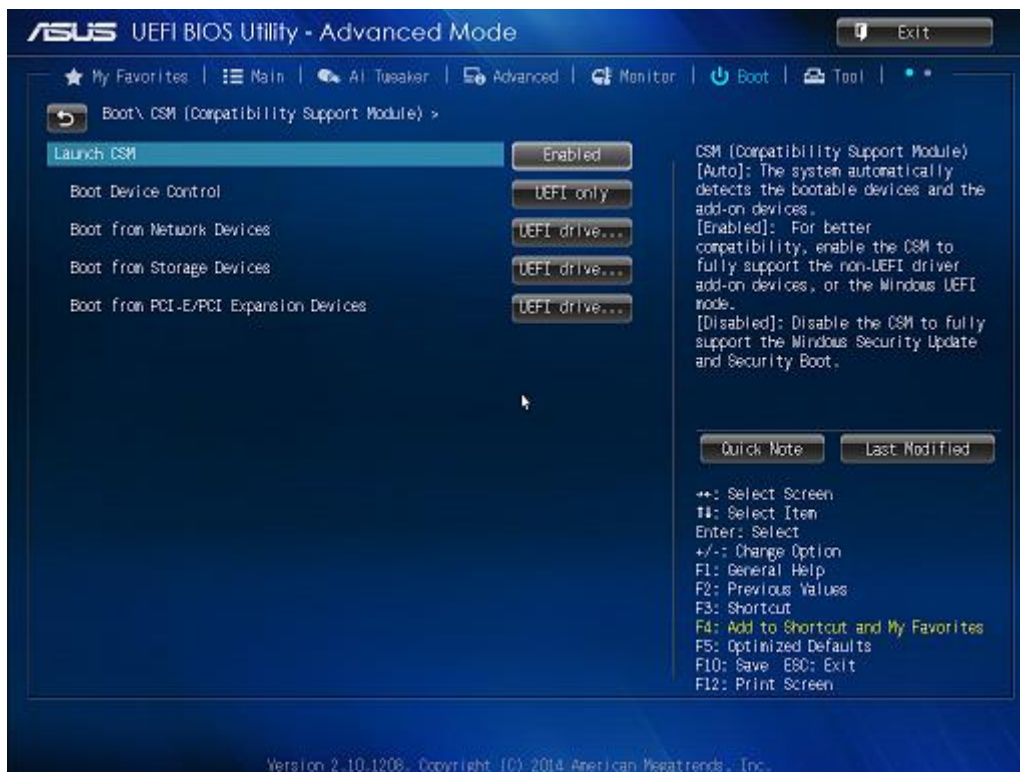 ASUS UEFI BIOS Utility - Advanced Mode
Exit
My Favorites | Main | Ai Tweaker | Advanced | Monitor | Boot | Tool |
Boot\ CSM (Compatibility Support Module) >
Launch CSM Enabled
Boot Device Control UEFI only
Boot from Network Devices UEFI drive...
Boot from Storage Devices UEFI drive...
Boot from PCI-E/PCI Expansion Devices UEFI drive...
CSM (Compatibility Support Module)
[Auto]: The system automatically
detects the bootable devices and the
add-on devices.
[Enabled]: For better
compatibility, enable the CSM to
fully support the non-UEFI driver
add-on devices, or the Windows UEFI
mode.
[Disabled]: Disable the CSM to fully
support the Windows Security Update
and Security Boot.
Quick Note Last Modified
→←: Select Screen
↑↓: Select Item
Enter: Select
+/-: Change Option
F1: General Help
F2: Previous Values
F3: Shortcut
F4: Add to Shortcut and My Favorites
F5: Optimized Defaults
F10: Save ESC: Exit
F12: Print Screen
Version 2.10.1208. Copyright (C) 2014 American Megatrends, Inc.